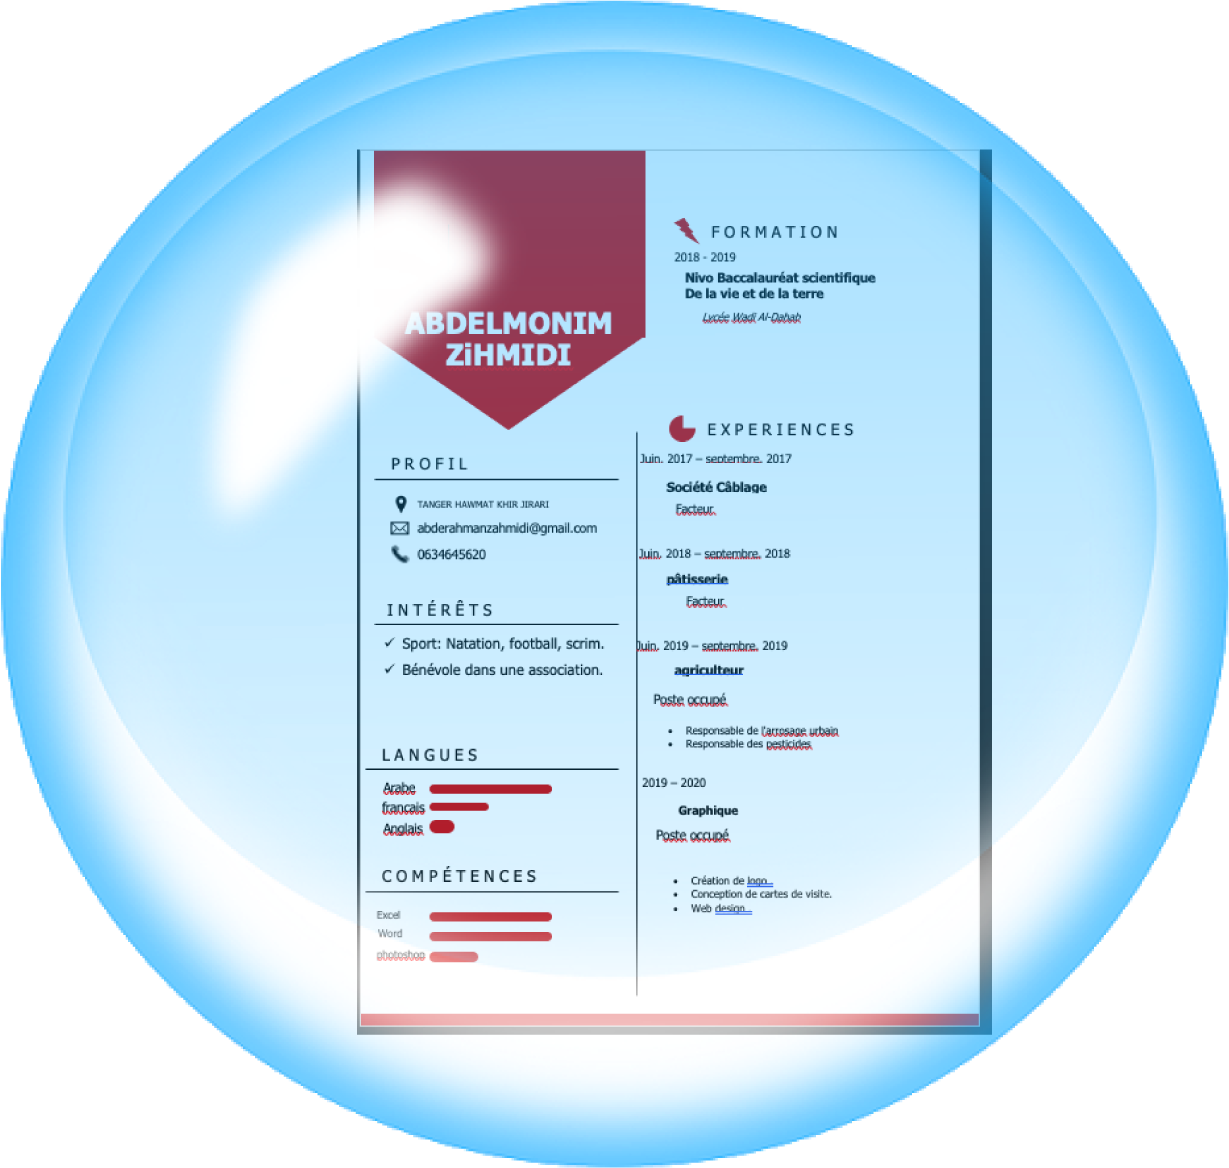 ABDELMONIM
ZiHMIDI
PROFIL
TANGER HAWMAT KHIR JIRARI
abderahmanzahmidi@gmail.com
0634645620
INTÉRÊTS
✓ Sport: Natation, football, scrim.
✓ Bénévole dans une association.
LANGUES
Arabe
francais
Anglais
COMPÉTENCES
Excel
Word
photoshop
FORMATION
2018 - 2019
Nivo Baccalauréat scientifique
De la vie et de la terre
Lycée Wadi Al-Dahab
EXPERIENCES
Juin. 2017 – septembre. 2017
Société Câblage
Facteur.
Juin. 2018 – septembre. 2018
pâtisserie
Facteur.
Juin. 2019 – septembre. 2019
agriculteur
Poste occupé
• Responsable de l'arrosage urbain
• Responsable des pesticides
2019 – 2020
Graphique
Poste occupé
• Création de logo...
• Conception de cartes de visite.
• Web design...